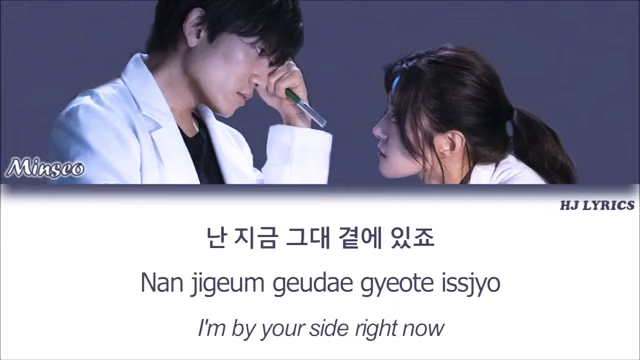 Minseo
HJ LYRICS
난 지금 그대 곁에 있죠
Nan jigeum geudae gyeote issjyo
I'm by your side right now